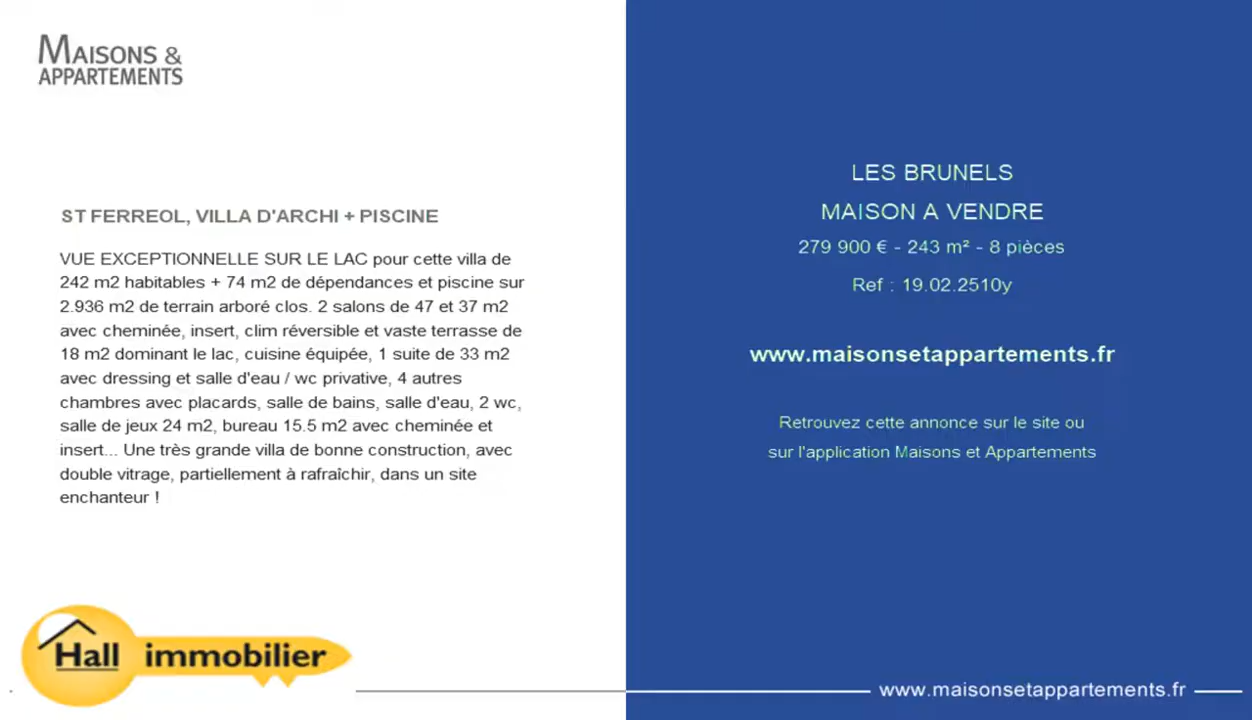 MAISONS &
APPARTEMENTS
ST FERREOL, VILLA D'ARCHI + PISCINE
VUE EXCEPTIONNELLE SUR LE LAC pour cette villa de
242 m2 habitables + 74 m2 de dépendances et piscine sur
2.936 m2 de terrain arboré clos. 2 salons de 47 et 37 m2
avec cheminée, insert, clim réversible et vaste terrasse de
18 m2 dominant le lac, cuisine équipée, 1 suite de 33 m2
avec dressing et salle d'eau / wc privative, 4 autres
chambres avec placards, salle de bains, salle d'eau, 2 wc,
salle de jeux 24 m2, bureau 15.5 m2 avec cheminée et
insert... Une très grande villa de bonne construction, avec
double vitrage, partiellement à rafraîchir, dans un site
enchanteur !
Hall immobilier
LES BRUNELS
MAISON A VENDRE
279 900 € - 243 m² - 8 pièces
Ref : 19.02.2510y
www.maisonsetappartements.fr
Retrouvez cette annonce sur le site ou
sur l'application Maisons et Appartements
www.maisonsetappartements.fr